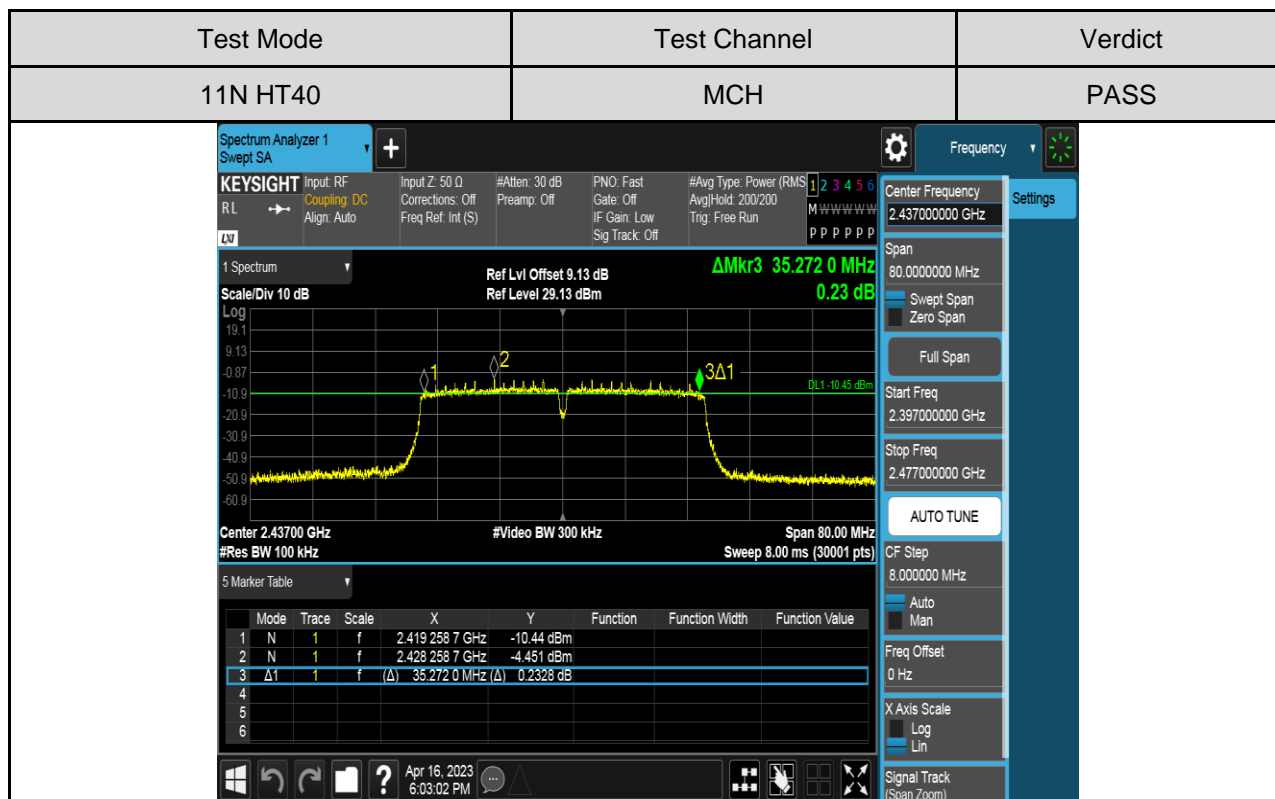 Test Mode Test Channel Verdict
11N HT40 MCH PASS
Spectrum Analyzer 1
Swept SA
+
Frequency
KEYSIGHT Input: RF Input Z: 50 Ω #Atten: 30 dB PNO: Fast #Avg Type: Power (RMS 1 2 3 4 5 6
RL Coupling: DC Corrections: Off Preamp: Off Gate: Off Avg|Hold: 200/200 M W W W W W
Align: Auto Freq Ref: Int (S) IF Gain: Low Trig: Free Run
LXI Sig Track: Off P P P P P P
Center Frequency
2.437000000 GHz
Settings
Span
80.0000000 MHz
Swept Span
Zero Span
Full Span
Start Freq
2.397000000 GHz
Stop Freq
2.477000000 GHz
AUTO TUNE
CF Step
8.000000 MHz
Auto
Man
Freq Offset
0 Hz
X Axis Scale
Log
Lin
Signal Track
(Span Zoom)
1 Spectrum
Ref Lvl Offset 9.13 dB ΔMkr3 35.272 0 MHz
Scale/Div 10 dB Ref Level 29.13 dBm 0.23 dB
Log
19.1
9.13
-0.87
-10.9
-20.9
-30.9
-40.9
-50.9
-60.9
1 2 3Δ1
DL1 -10.45 dBm
Center 2.43700 GHz #Video BW 300 kHz Span 80.00 MHz
#Res BW 100 kHz Sweep 8.00 ms (30001 pts)
5 Marker Table
Mode Trace Scale X Y Function Function Width Function Value
1 N 1 f 2.419 258 7 GHz -10.44 dBm
2 N 1 f 2.428 258 7 GHz -4.451 dBm
3 Δ1 1 f (Δ) 35.272 0 MHz (Δ) 0.2328 dB
4
5
6
? Apr 16, 2023
6:03:02 PM